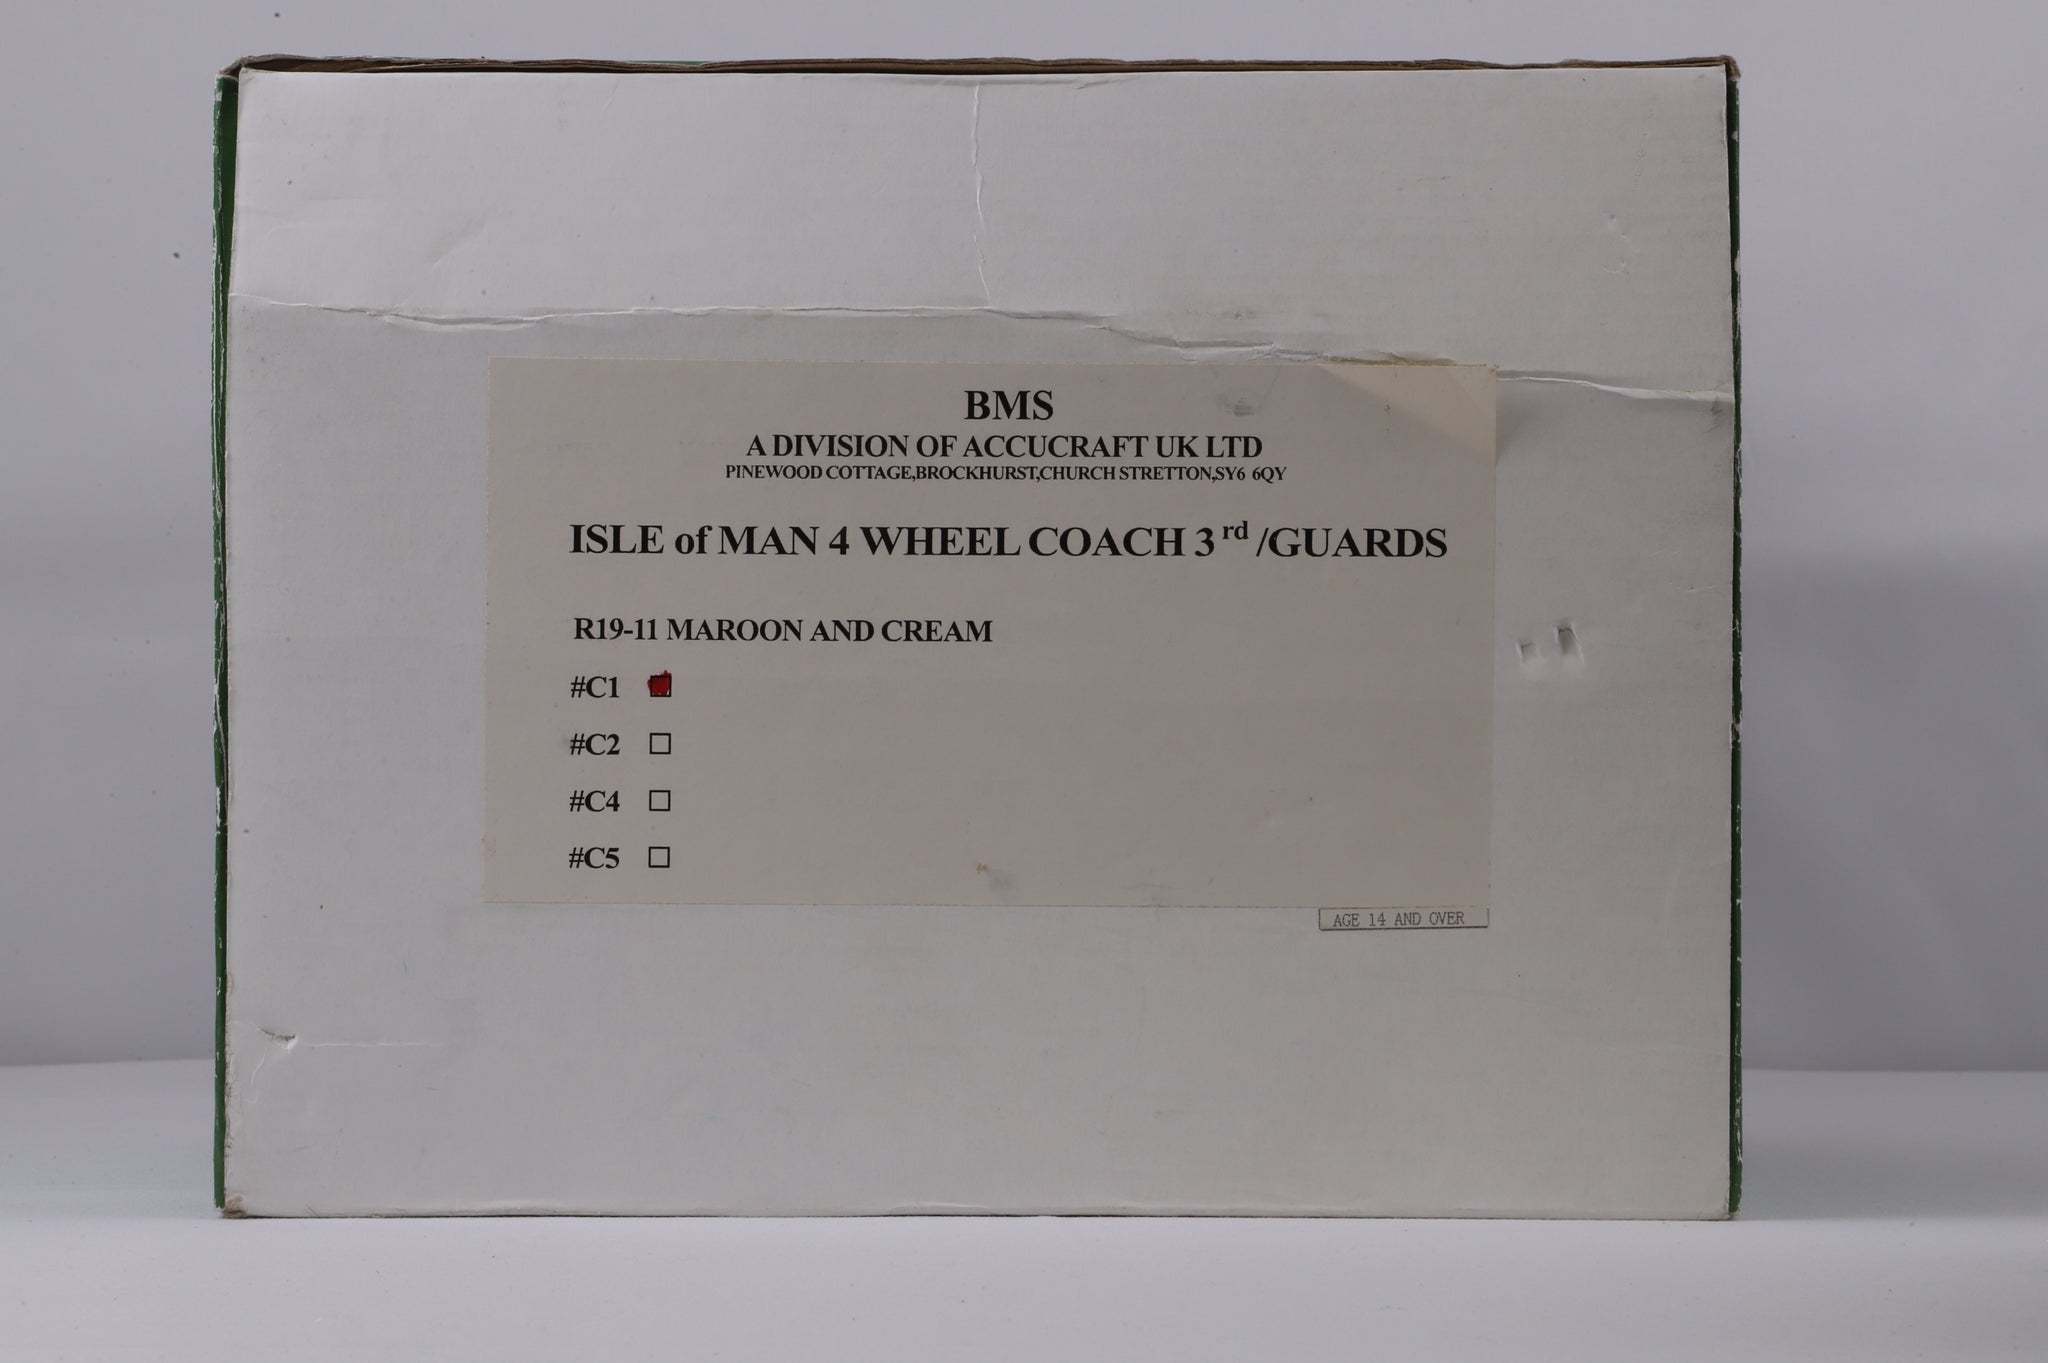 BMS
A DIVISION OF ACCUCRAFT UK LTD
PINEWOOD COTTAGE,BROCKHURST,CHURCH STRETTON,SY6 6QY
ISLE of MAN 4 WHEEL COACH 3rd /GUARDS
R19-11 MAROON AND CREAM
#C1
#C2
#C4
#C5
AGE 14 AND OVER